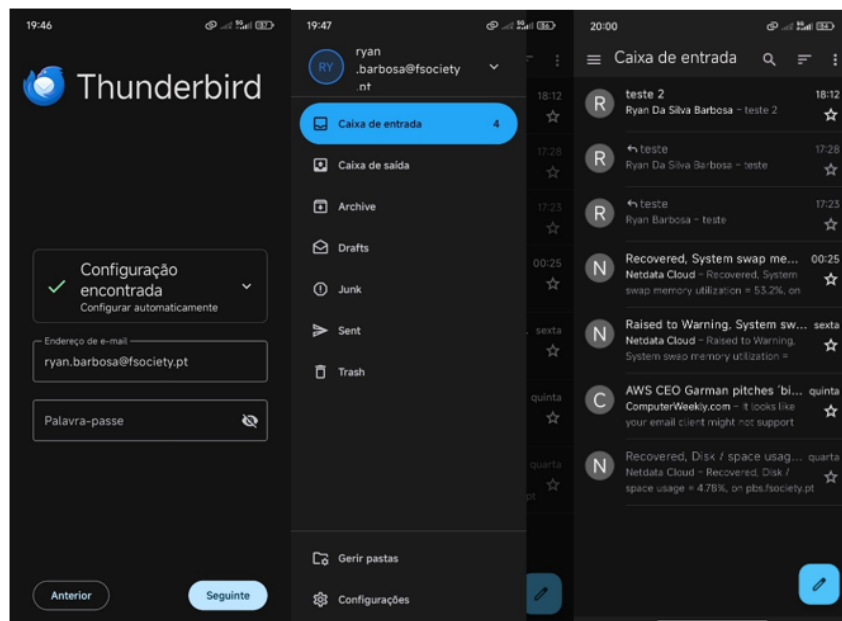 19:46
5G
Thunderbird
Configuração
encontrada
Configurar automaticamente
Endereço de e-mail
ryan.barbosa@fsociety.pt
Palavra-passe
Anterior
Seguinte
19:47
5G
RY
ryan
.barbosa@fsociety
.pt
Caixa de entrada 4
Caixa de saída
Archive
Drafts
Junk
Sent
Trash
Gerir pastas
Configurações
18:12
17:28
17:23
00:25
sexta
quinta
quarta
pt
20:00
5G
Caixa de entrada
R
teste 2 18:12
Ryan Da Silva Barbosa – teste 2
R
teste 17:28
Ryan Da Silva Barbosa – teste
R
teste 17:23
Ryan Barbosa – teste
N
Recovered, System swap me... 00:25
Netdata Cloud – Recovered, System
swap memory utilization = 53.2%, on
N
Raised to Warning, System sw... sexta
Netdata Cloud – Raised to Warning,
System swap memory utilization =
C
AWS CEO Garman pitches ‘bi... quinta
ComputerWeekly.com – It looks like
your email client might not support
N
Recovered, Disk / space usag... quarta
Netdata Cloud – Recovered, Disk /
space usage = 4.78%, on pbs.fsociety.pt